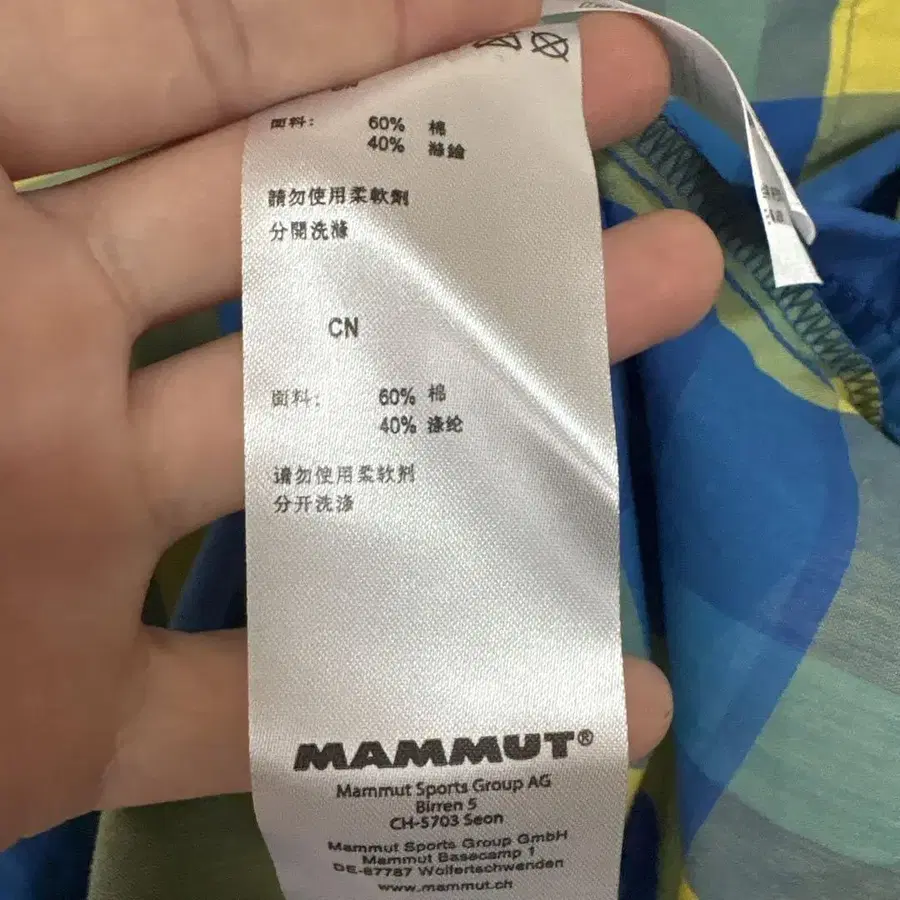 面料: 60% 棉
40% 滌綸
請勿使用柔軟劑
分開洗滌
CN
面料: 60% 棉
40% 涤纶
请勿使用柔软剂
分开洗涤
MAMMUT®
Mammut Sports Group AG
Birren 5
CH-5703 Seon
Mammut Sports Group GmbH
Mammut Basecamp 1
DE-87787 Wolfertschwenden
www.mammut.ch